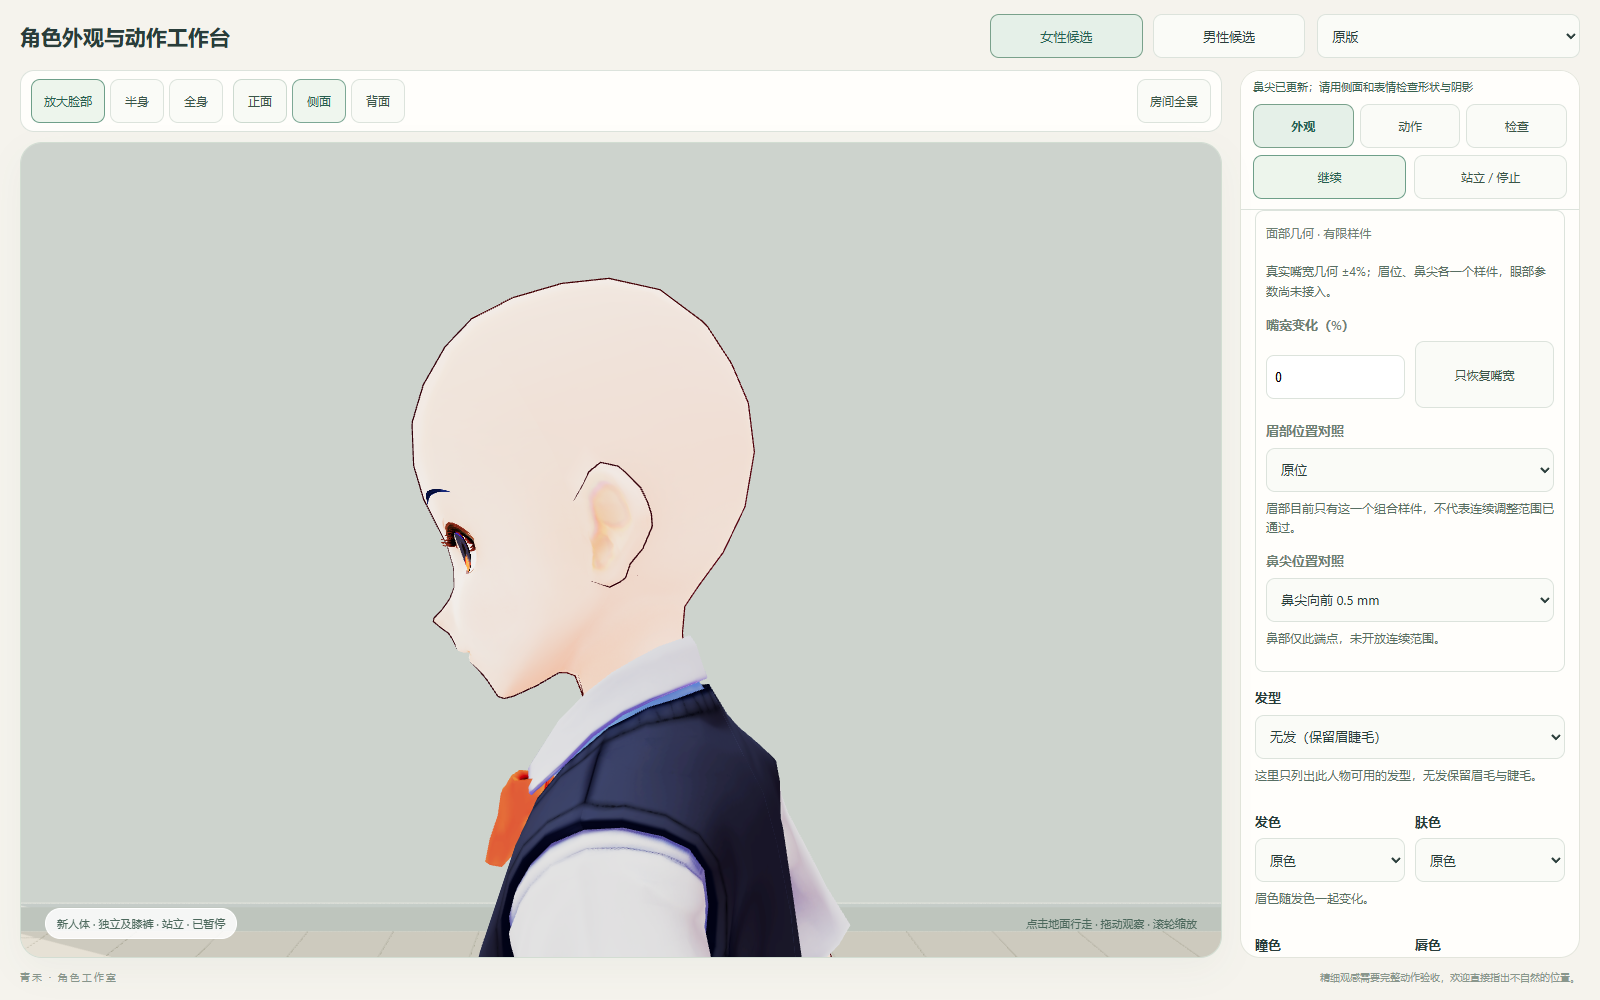 角色外观与动作工作台
女性候选
男性候选
原版
放大脸部
半身
全身
正面
侧面
背面
房间全景
鼻尖已更新；请用侧面和表情检查形状与阴影
外观
动作
检查
继续
站立 / 停止
面部几何 · 有限样件
真实嘴宽几何 ±4%；眉位、鼻尖各一个样件，眼部参
数尚未接入。
嘴宽变化（%）
0
只恢复嘴宽
眉部位置对照
原位
眉部目前只有这一个组合样件，不代表连续调整范围已
通过。
鼻尖位置对照
鼻尖向前 0.5 mm
鼻部仅此端点，未开放连续范围。
发型
无发（保留眉睫毛）
这里只列出此人物可用的发型，无发保留眉毛与睫毛。
发色
肤色
原色
原色
眉色随发色一起变化。
瞳色
唇色
新人体 · 独立及膝裤 · 站立 · 已暂停
点击地面行走 · 拖动观察 · 滚轮缩放
青禾 · 角色工作室
精细观感需要完整动作验收，欢迎直接指出不自然的位置。